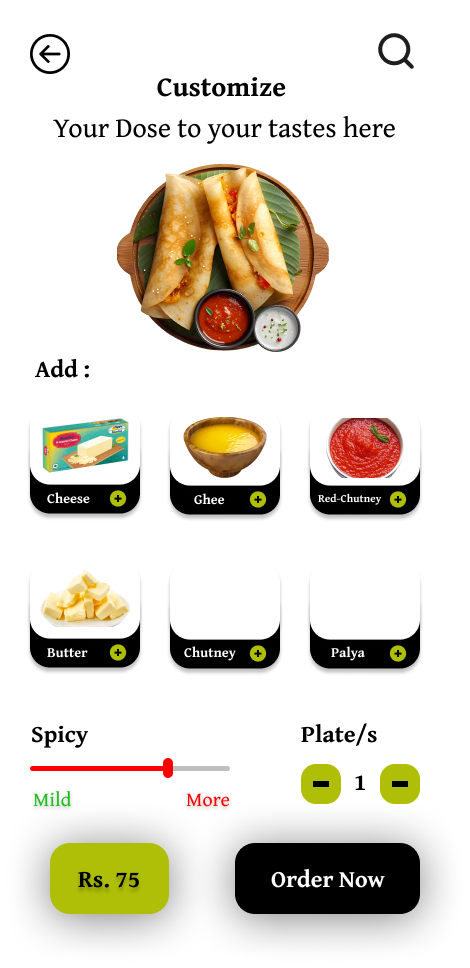 Customize
Your Dose to your tastes here
Add :
Cheese
Ghee
Red-Chutney
Butter
Chutney
Palya
Spicy
Plate/s
1
Mild
More
Rs. 75
Order Now